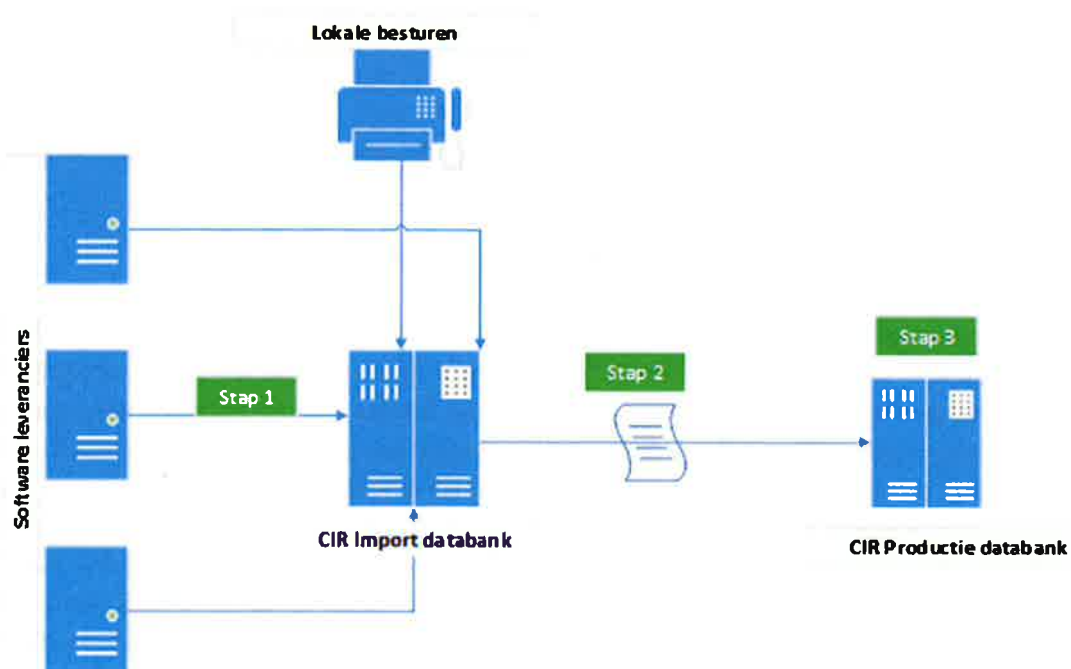 Lokale besturen
Software leveranciers
Stap 1
CIR Import databank
Stap 2
Stap 3
CIR Productie databank